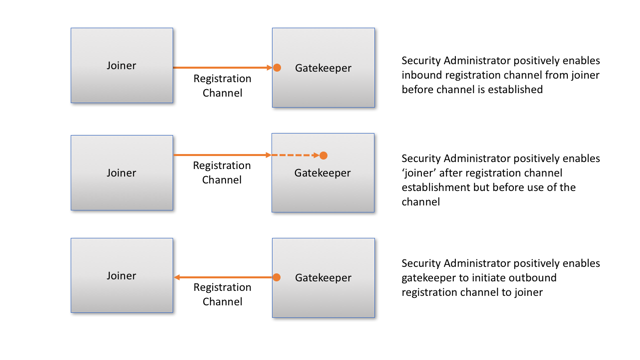 Joiner
Registration
Channel
Gatekeeper
Security Administrator positively enables
inbound registration channel from joiner
before channel is established
Joiner
Registration
Channel
Gatekeeper
Security Administrator positively enables
‘joiner’ after registration channel
establishment but before use of the
channel
Joiner
Registration
Channel
Gatekeeper
Security Administrator positively enables
gatekeeper to initiate outbound
registration channel to joiner